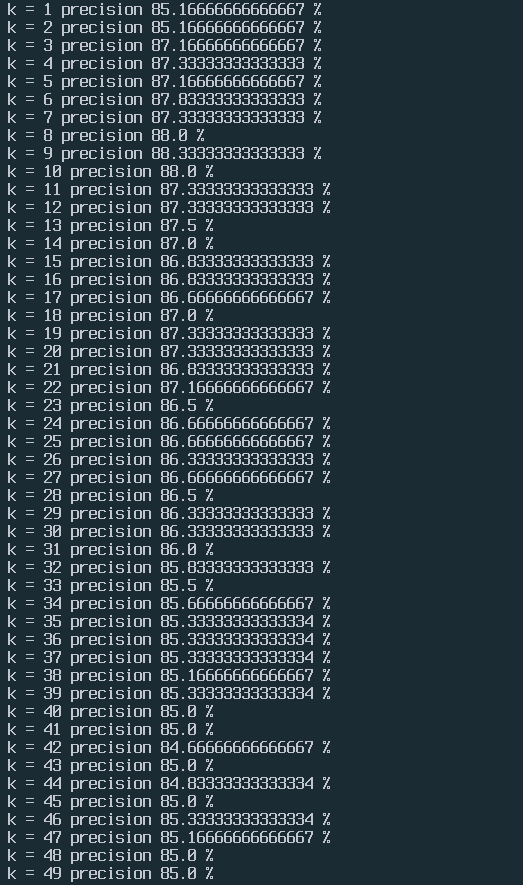 k = 1 precision 85.16666666666667 %
k = 2 precision 85.16666666666667 %
k = 3 precision 87.16666666666667 %
k = 4 precision 87.33333333333333 %
k = 5 precision 87.16666666666667 %
k = 6 precision 87.83333333333333 %
k = 7 precision 87.33333333333333 %
k = 8 precision 88.0 %
k = 9 precision 88.33333333333333 %
k = 10 precision 88.0 %
k = 11 precision 87.33333333333333 %
k = 12 precision 87.33333333333333 %
k = 13 precision 87.5 %
k = 14 precision 87.0 %
k = 15 precision 86.83333333333333 %
k = 16 precision 86.83333333333333 %
k = 17 precision 86.66666666666667 %
k = 18 precision 87.0 %
k = 19 precision 87.33333333333333 %
k = 20 precision 87.33333333333333 %
k = 21 precision 86.83333333333333 %
k = 22 precision 87.16666666666667 %
k = 23 precision 86.5 %
k = 24 precision 86.66666666666667 %
k = 25 precision 86.66666666666667 %
k = 26 precision 86.33333333333333 %
k = 27 precision 86.66666666666667 %
k = 28 precision 86.5 %
k = 29 precision 86.33333333333333 %
k = 30 precision 86.33333333333333 %
k = 31 precision 86.0 %
k = 32 precision 85.83333333333333 %
k = 33 precision 85.5 %
k = 34 precision 85.66666666666667 %
k = 35 precision 85.33333333333334 %
k = 36 precision 85.33333333333334 %
k = 37 precision 85.33333333333334 %
k = 38 precision 85.16666666666667 %
k = 39 precision 85.33333333333334 %
k = 40 precision 85.0 %
k = 41 precision 85.0 %
k = 42 precision 84.66666666666667 %
k = 43 precision 85.0 %
k = 44 precision 84.83333333333334 %
k = 45 precision 85.0 %
k = 46 precision 85.33333333333334 %
k = 47 precision 85.16666666666667 %
k = 48 precision 85.0 %
k = 49 precision 85.0 %